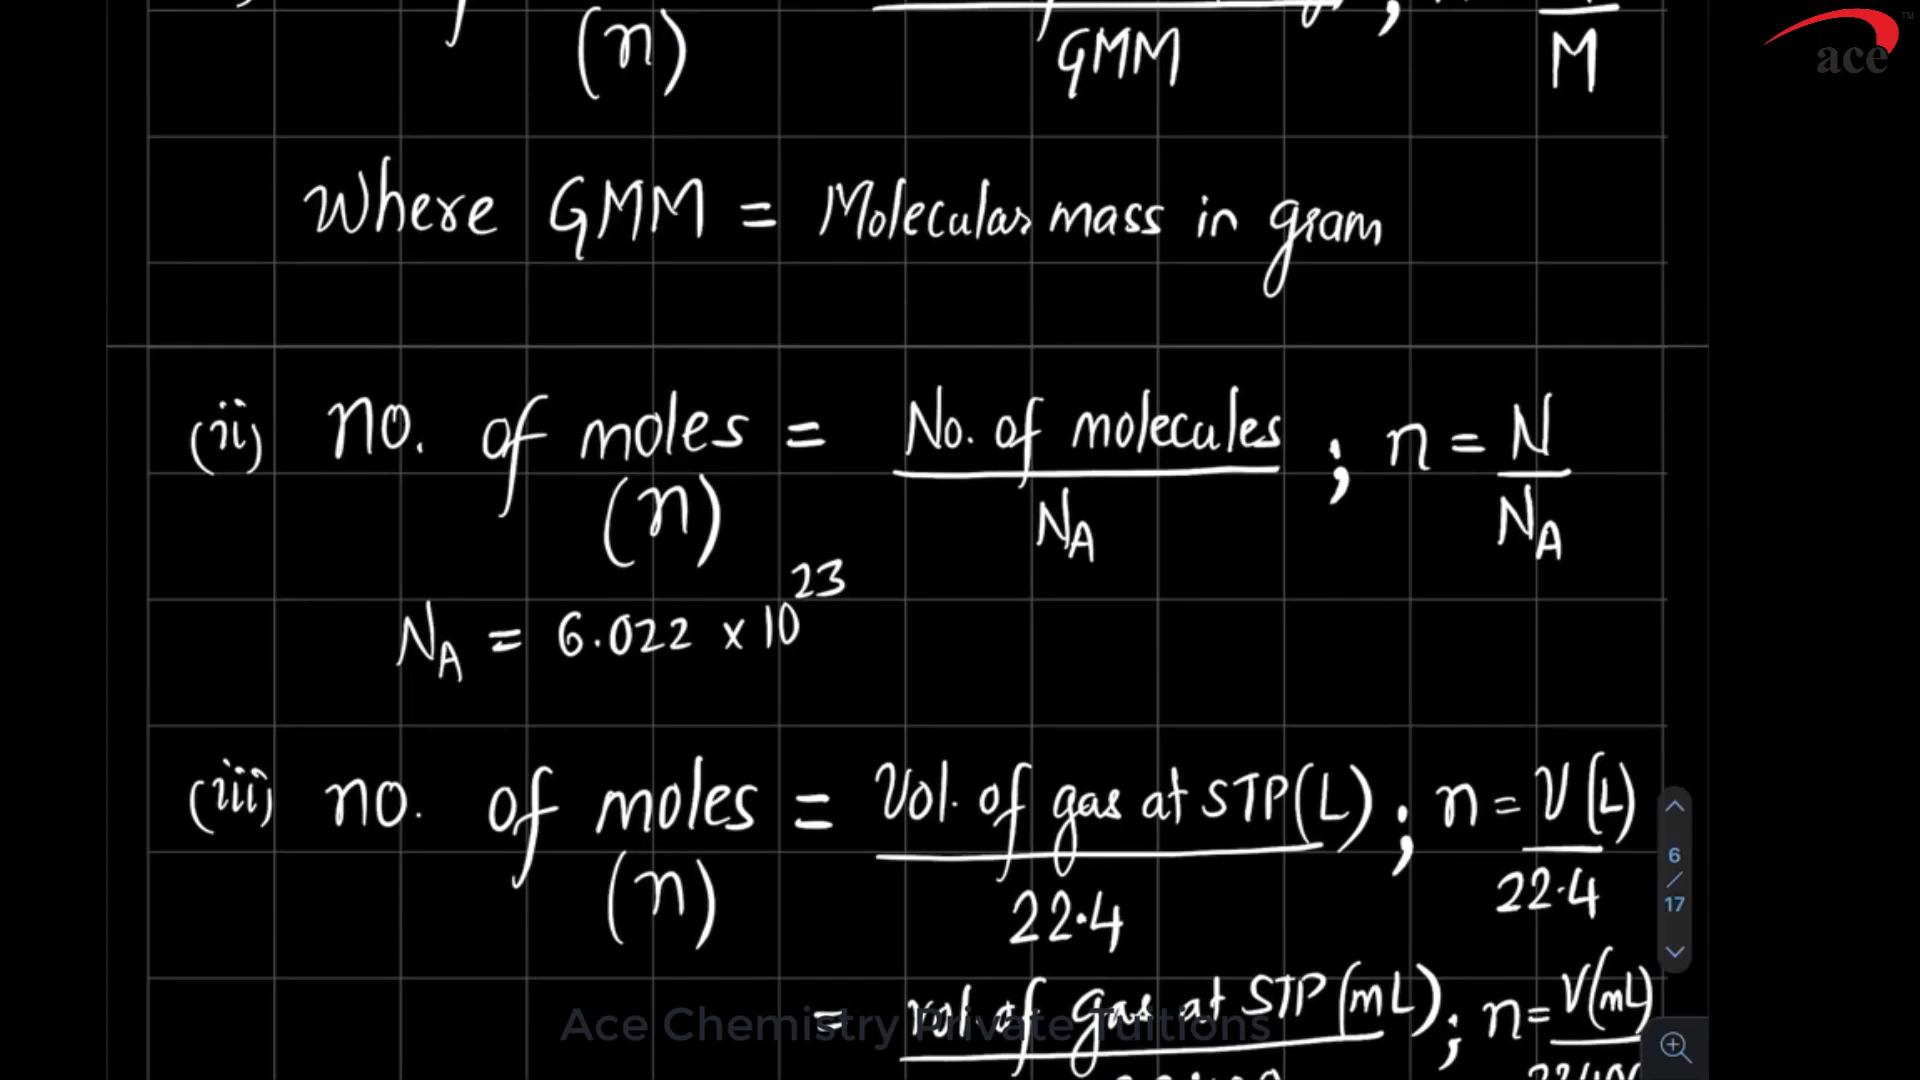 ace TM
(n) GMM ; M
Where GMM = Molecular mass in gram
(ii) no. of moles = No. of molecules ; n = N
(n) NA NA
NA = 6.022 x 10^23
(iii) no. of moles = Vol. of gas at STP(L) ; n = V(L)
(n) 22.4 22.4
6
/
17
= vol. of gas at STP (mL) ; n = V(mL)
Ace Chemistry Private Tuitions